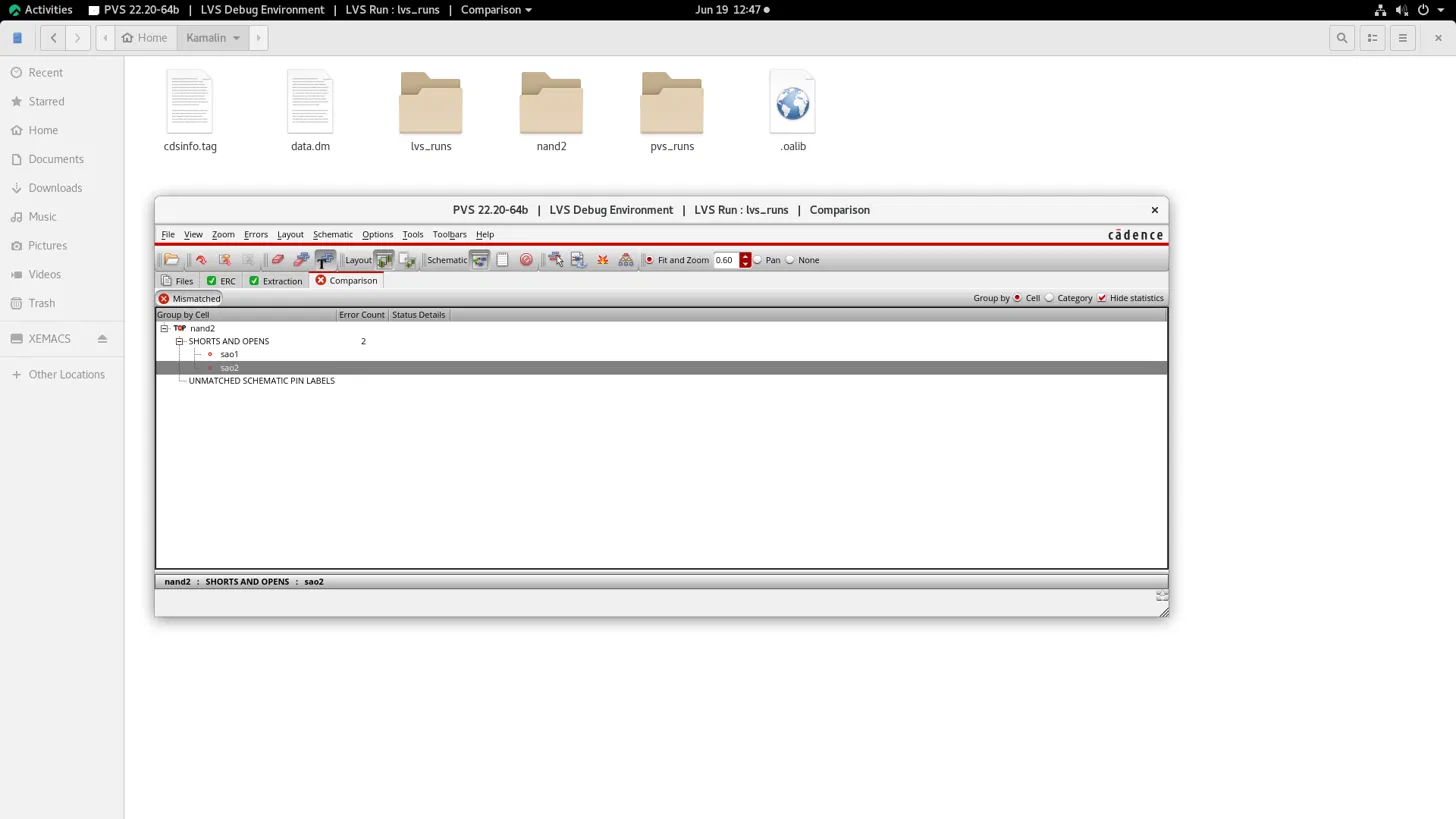 Activities PVS 22.20-64b | LVS Debug Environment | LVS Run : lvs_runs | Comparison Jun 19 12:47
Home Kamalin
Recent
Starred
Home
Documents
Downloads
Music
Pictures
Videos
Trash
XEMACS
Other Locations
cdsinfo.tag data.dm lvs_runs nand2 pvs_runs .oalib
PVS 22.20-64b | LVS Debug Environment | LVS Run : lvs_runs | Comparison
File View Zoom Errors Layout Schematic Options Tools Toolbars Help cādence
Layout Schematic Fit and Zoom 0.60 Pan None
Files ERC Extraction Comparison
Mismatched Group by Cell Category Hide statistics
Group by Cell Error Count Status Details
TOP nand2
SHORTS AND OPENS 2
sao1
sao2
UNMATCHED SCHEMATIC PIN LABELS
nand2 : SHORTS AND OPENS : sao2